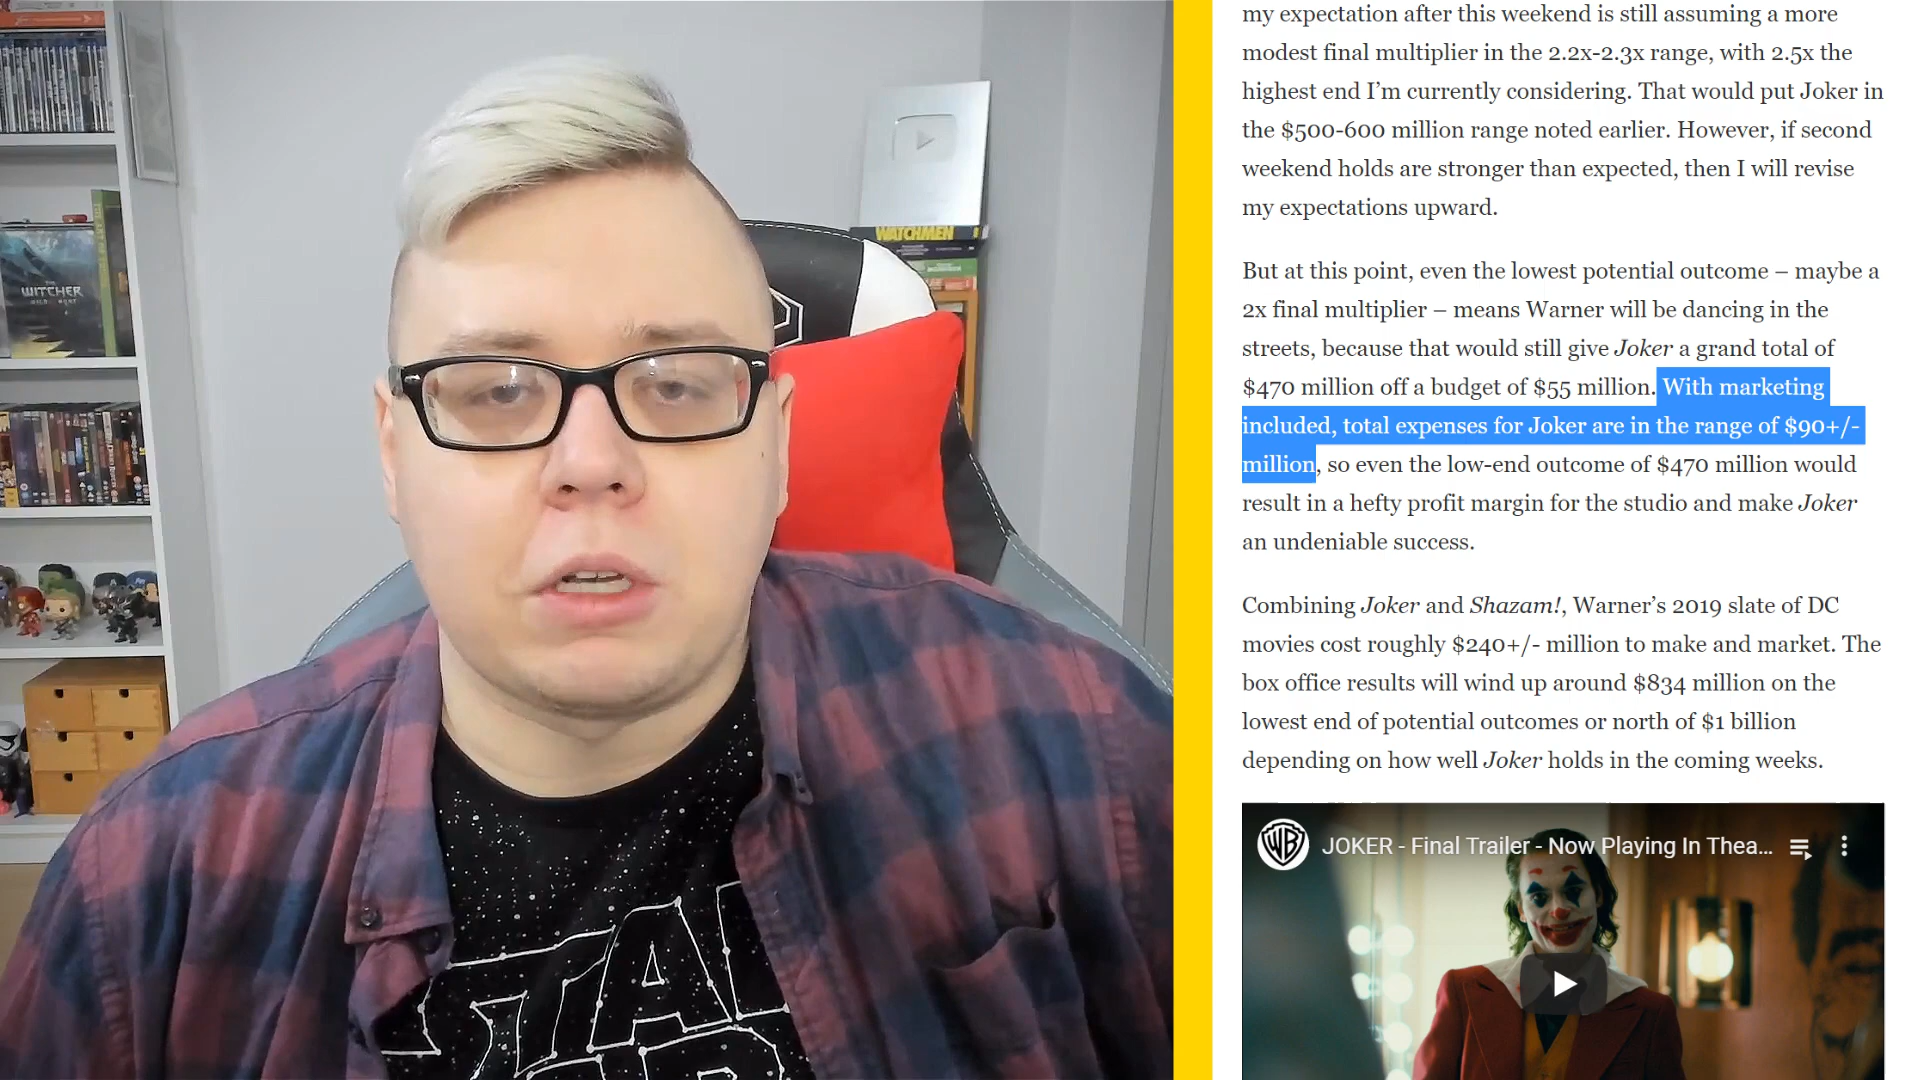 THE
WITCHER
WILD HUNT
WATCHMEN
STAR
my expectation after this weekend is still assuming a more
modest final multiplier in the 2.2x-2.3x range, with 2.5x the
highest end I’m currently considering. That would put Joker in
the $500-600 million range noted earlier. However, if second
weekend holds are stronger than expected, then I will revise
my expectations upward.
But at this point, even the lowest potential outcome – maybe a
2x final multiplier – means Warner will be dancing in the
streets, because that would still give Joker a grand total of
$470 million off a budget of $55 million. With marketing
included, total expenses for Joker are in the range of $90+/-
million, so even the low-end outcome of $470 million would
result in a hefty profit margin for the studio and make Joker
an undeniable success.
Combining Joker and Shazam!, Warner’s 2019 slate of DC
movies cost roughly $240+/- million to make and market. The
box office results will wind up around $834 million on the
lowest end of potential outcomes or north of $1 billion
depending on how well Joker holds in the coming weeks.
WB
JOKER - Final Trailer - Now Playing In Thea...